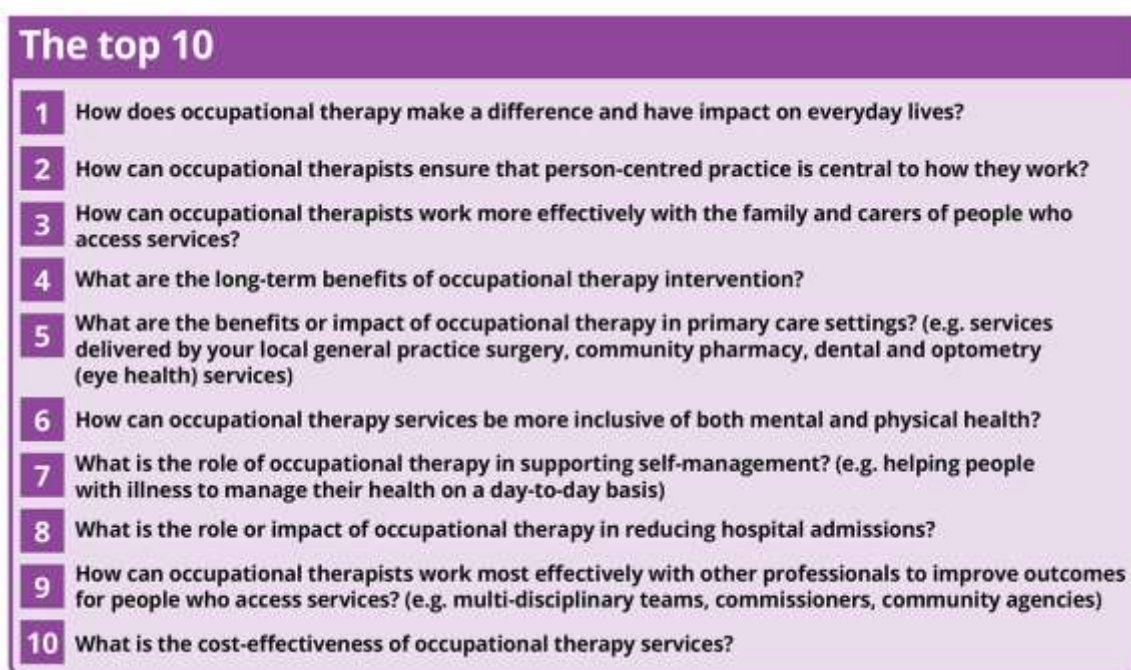 The top 10
1 How does occupational therapy make a difference and have impact on everyday lives?
2 How can occupational therapists ensure that person-centred practice is central to how they work?
3 How can occupational therapists work more effectively with the family and carers of people who
access services?
4 What are the long-term benefits of occupational therapy intervention?
5 What are the benefits or impact of occupational therapy in primary care settings? (e.g. services
delivered by your local general practice surgery, community pharmacy, dental and optometry
(eye health) services)
6 How can occupational therapy services be more inclusive of both mental and physical health?
7 What is the role of occupational therapy in supporting self-management? (e.g. helping people
with illness to manage their health on a day-to-day basis)
8 What is the role or impact of occupational therapy in reducing hospital admissions?
9 How can occupational therapists work most effectively with other professionals to improve outcomes
for people who access services? (e.g. multi-disciplinary teams, commissioners, community agencies)
10 What is the cost-effectiveness of occupational therapy services?